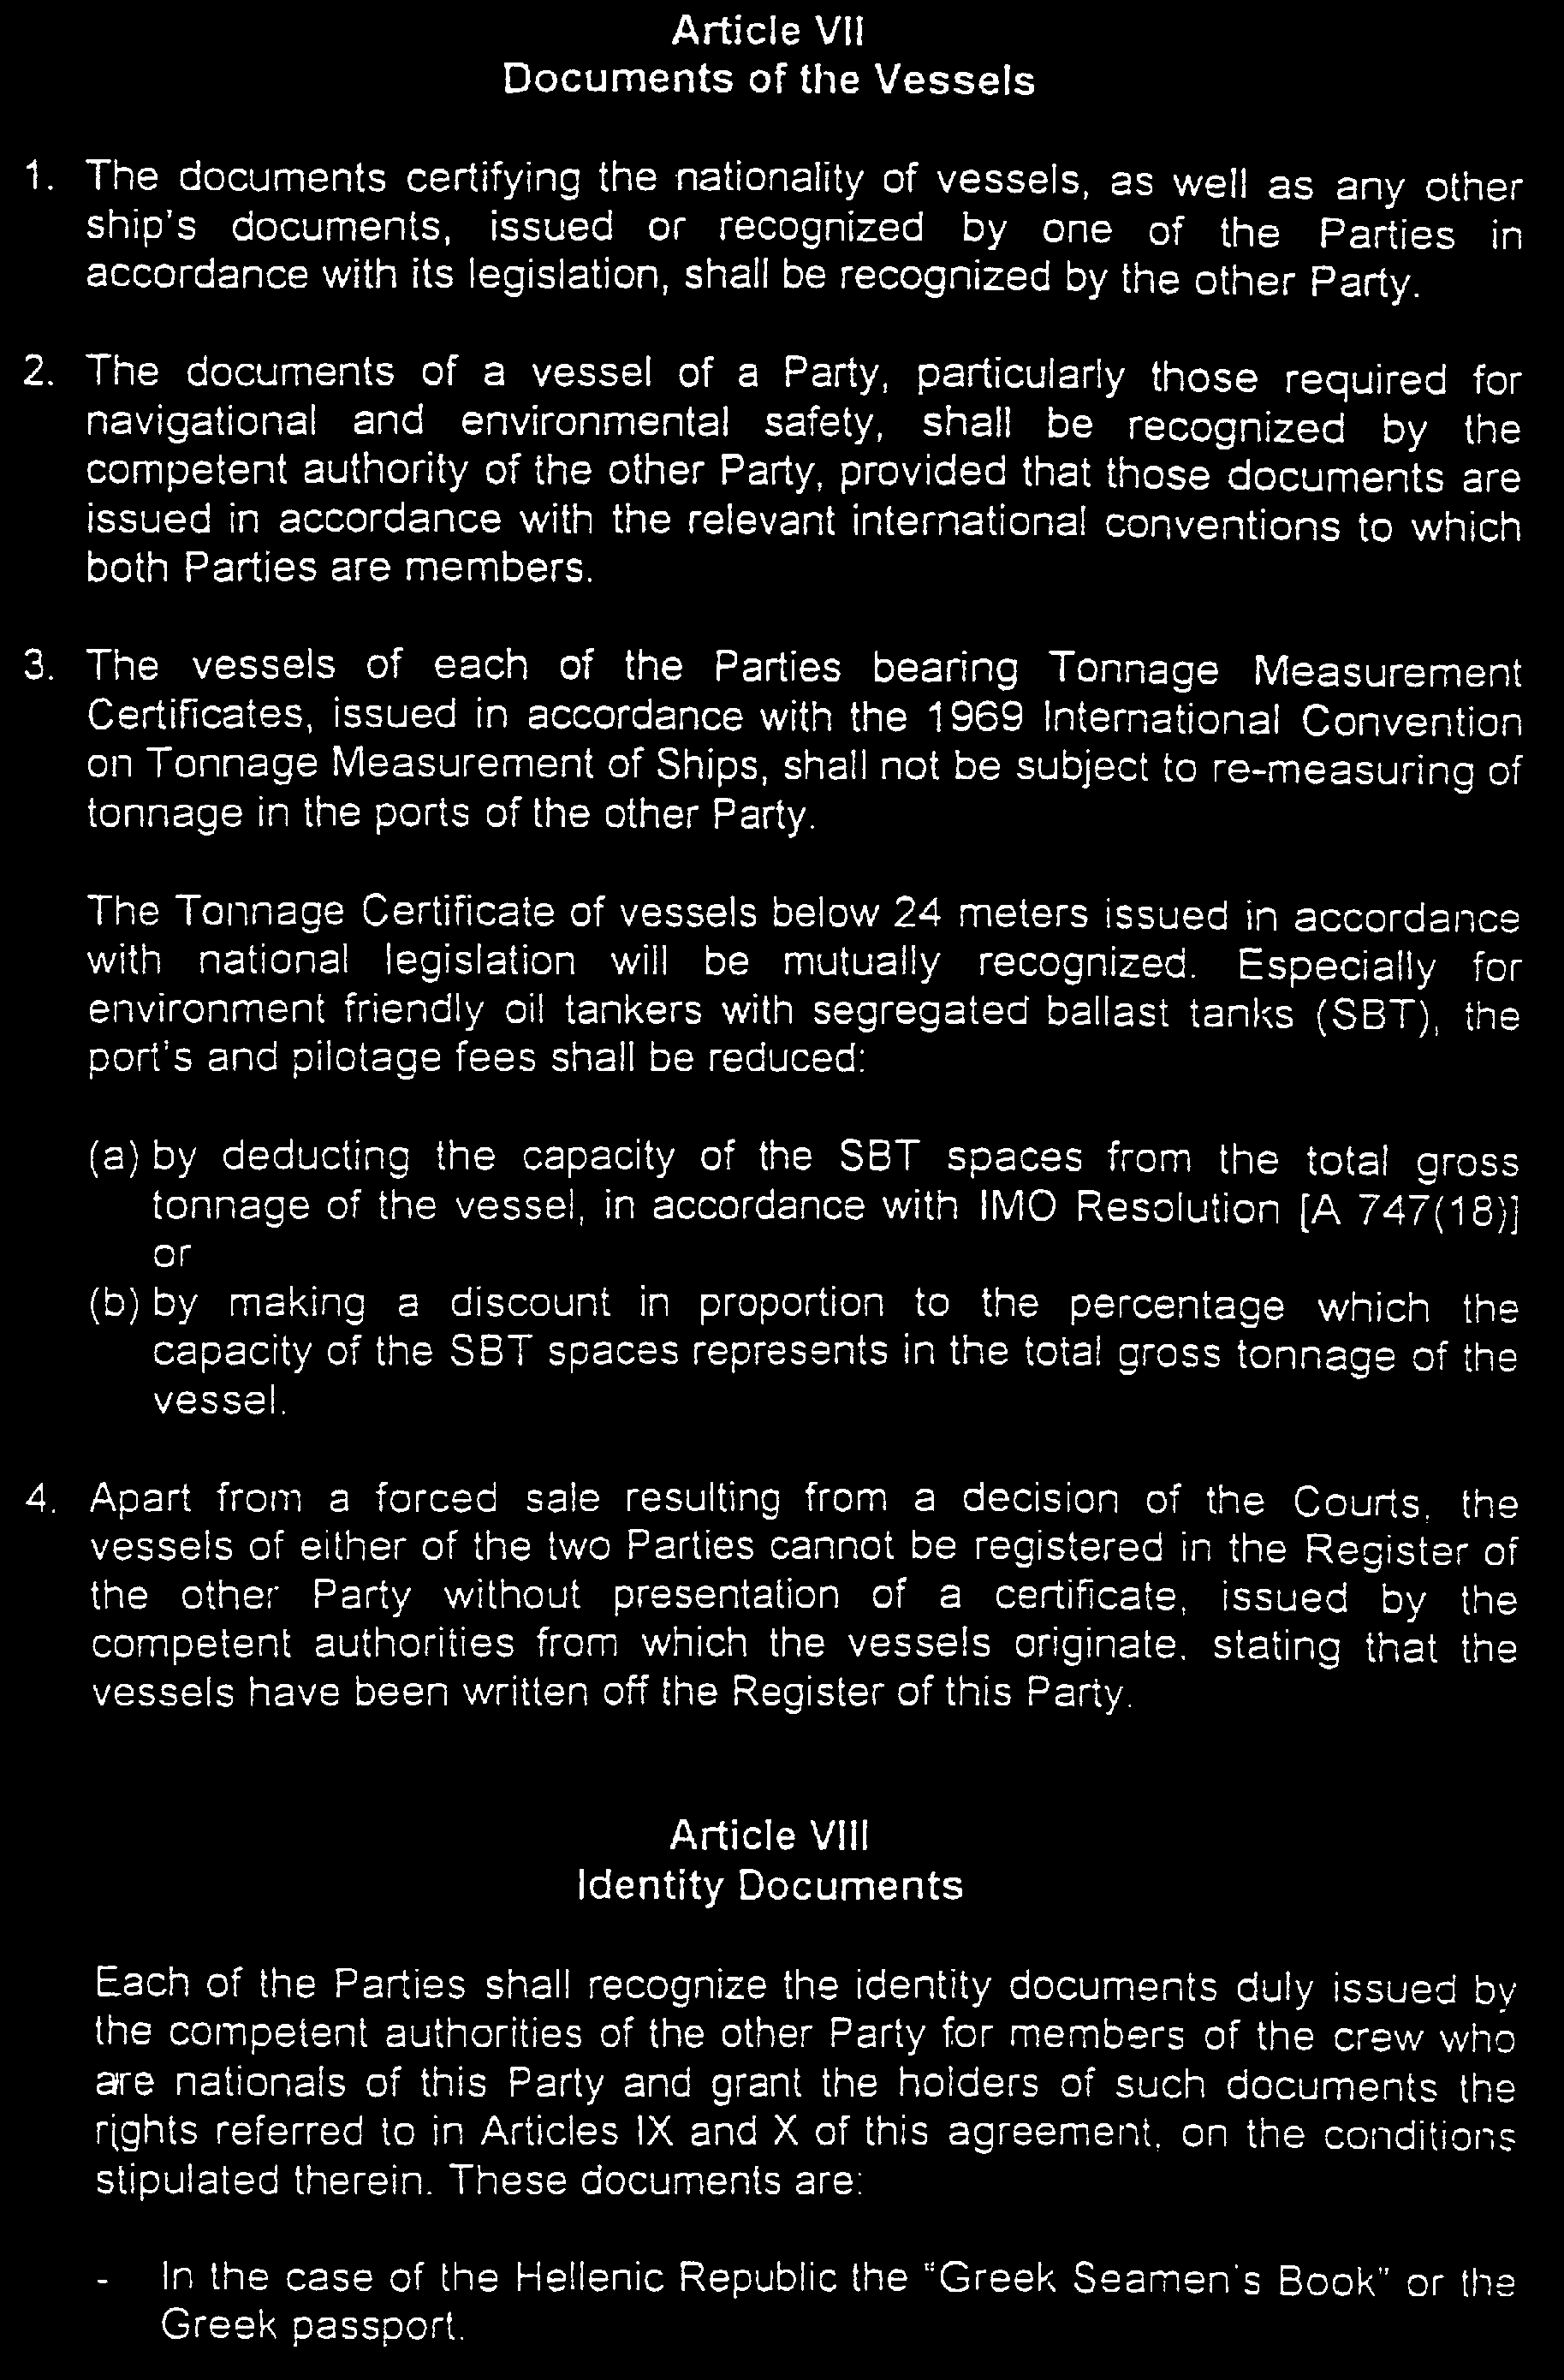 Article VII
Documents of the Vessels
1. The documents certifying the nationality of vessels, as well as any other
ship's documents, issued or recognized by one of the Parties in
accordance with its legislation, shall be recognized by the other Party.
2. The documents of a vessel of a Party, particularly those required for
navigational and environmental safety, shall be recognized by the
competent authority of the other Party, provided that those documents are
issued in accordance with the relevant international conventions to which
both Parties are members.
3. The vessels of each of the Parties bearing Tonnage Measurement
Certificates, issued in accordance with the 1969 International Convention
on Tonnage Measurement of Ships, shall not be subject to re-measuring of
tonnage in the ports of the other Party.
The Tonnage Certificate of vessels below 24 meters issued in accordance
with national legislation will be mutually recognized. Especially for
environment friendly oil tankers with segregated ballast tanks (SBT), the
port's and pilotage fees shall be reduced:
(a) by deducting the capacity of the SBT spaces from the total gross
tonnage of the vessel, in accordance with IMO Resolution [A 747(18)]
or
(b) by making a discount in proportion to the percentage which the
capacity of the SBT spaces represents in the total gross tonnage of the
vessel.
4. Apart from a forced sale resulting from a decision of the Courts, the
vessels of either of the two Parties cannot be registered in the Register of
the other Party without presentation of a certificate, issued by the
competent authorities from which the vessels originate, stating that the
vessels have been written off the Register of this Party.
Article VIII
Identity Documents
Each of the Parties shall recognize the identity documents duly issued by
the competent authorities of the other Party for members of the crew who
are nationals of this Party and grant the holders of such documents the
rights referred to in Articles IX and X of this agreement, on the conditions
stipulated therein. These documents are:
- In the case of the Hellenic Republic the "Greek Seamen's Book" or the
Greek passport.